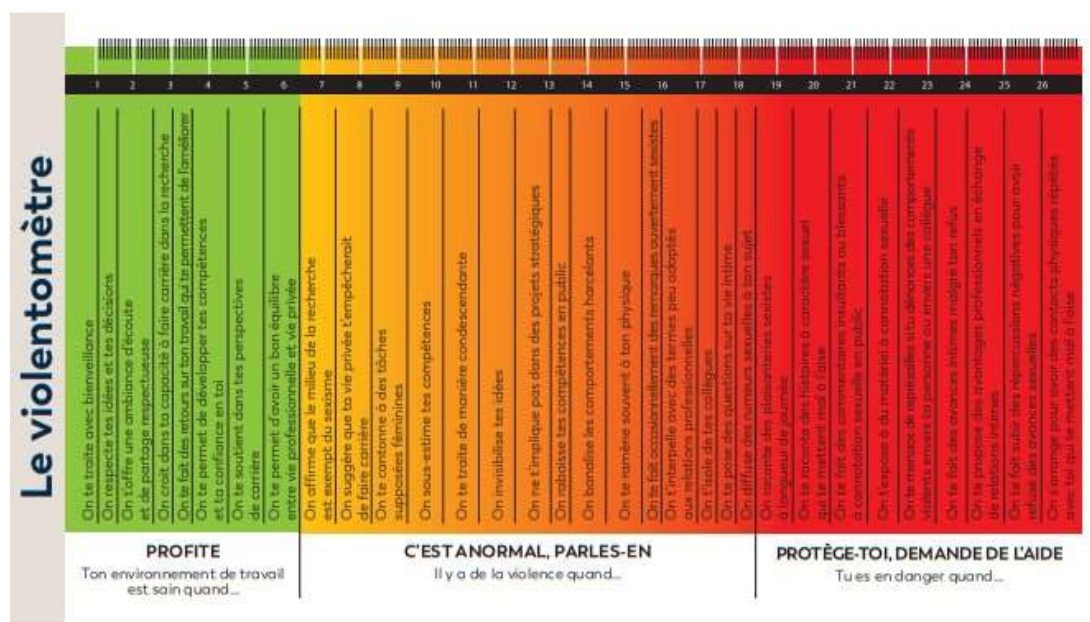 Le violentomètre
1 2 3 4 5 6 7 8 9 10 11 12 13 14 15 16 17 18 19 20 21 22 23 24 25 26
On te traite avec bienveillance
On respecte tes idées et tes décisions
On t'offre une ambiance d'écoute
et de partage respectueuse
On croit dans ta capacité à faire carrière dans la recherche
On te fait des retours sur ton travail qui te permettent de l'améliorer
On te permet de développer tes compétences
et ta confiance en toi
On te soutient dans tes perspectives
de carrière
On te permet d'avoir un bon équilibre
entre vie professionnelle et vie privée
On affirme que le milieu de la recherche
est exempt du sexisme
On suggère que ta vie privée t'empêcherait
de faire carrière
On te cantonne à des tâches
supposées féminines
On sous-estime tes compétences
On te traite de manière condescendante
On invisibilise tes idées
On ne t'implique pas dans des projets stratégiques
On rabaisse tes compétences en public
On banalise les comportements harcelants
On te ramène souvent à ton physique
On te fait occasionnellement des remarques ouvertement sexistes
On t'interpelle avec des termes peu adaptés
aux relations professionnelles
On t'isole de tes collègues
On te pose des questions sur ta vie intime
On diffuse des rumeurs sexuelles à ton sujet
On raconte des plaisanteries sexistes
à longueur de journée
On raconte des histoires à caractère sexuel
qui te mettent mal à l'aise
On te fait des commentaires insultants ou blessants
à connotation sexuelle en public
On t'expose à du matériel à connotation sexuelle
On te menace de représailles si tu dénonces des comportements
violents envers ta personne ou envers une collègue
On te fait des avances intimes malgré ton refus
On te promet des avantages professionnels en échange
de relations intimes
On te fait subir des répercussions négatives pour avoir
refusé des avances sexuelles
On s'arrange pour avoir des contacts physiques répétés
avec toi qui te mettent mal à l'aise
PROFITE
Ton environnement de travail
est sain quand...
C'EST ANORMAL, PARLES-EN
Il y a de la violence quand...
PROTÈGE-TOI, DEMANDE DE L'AIDE
Tu es en danger quand...